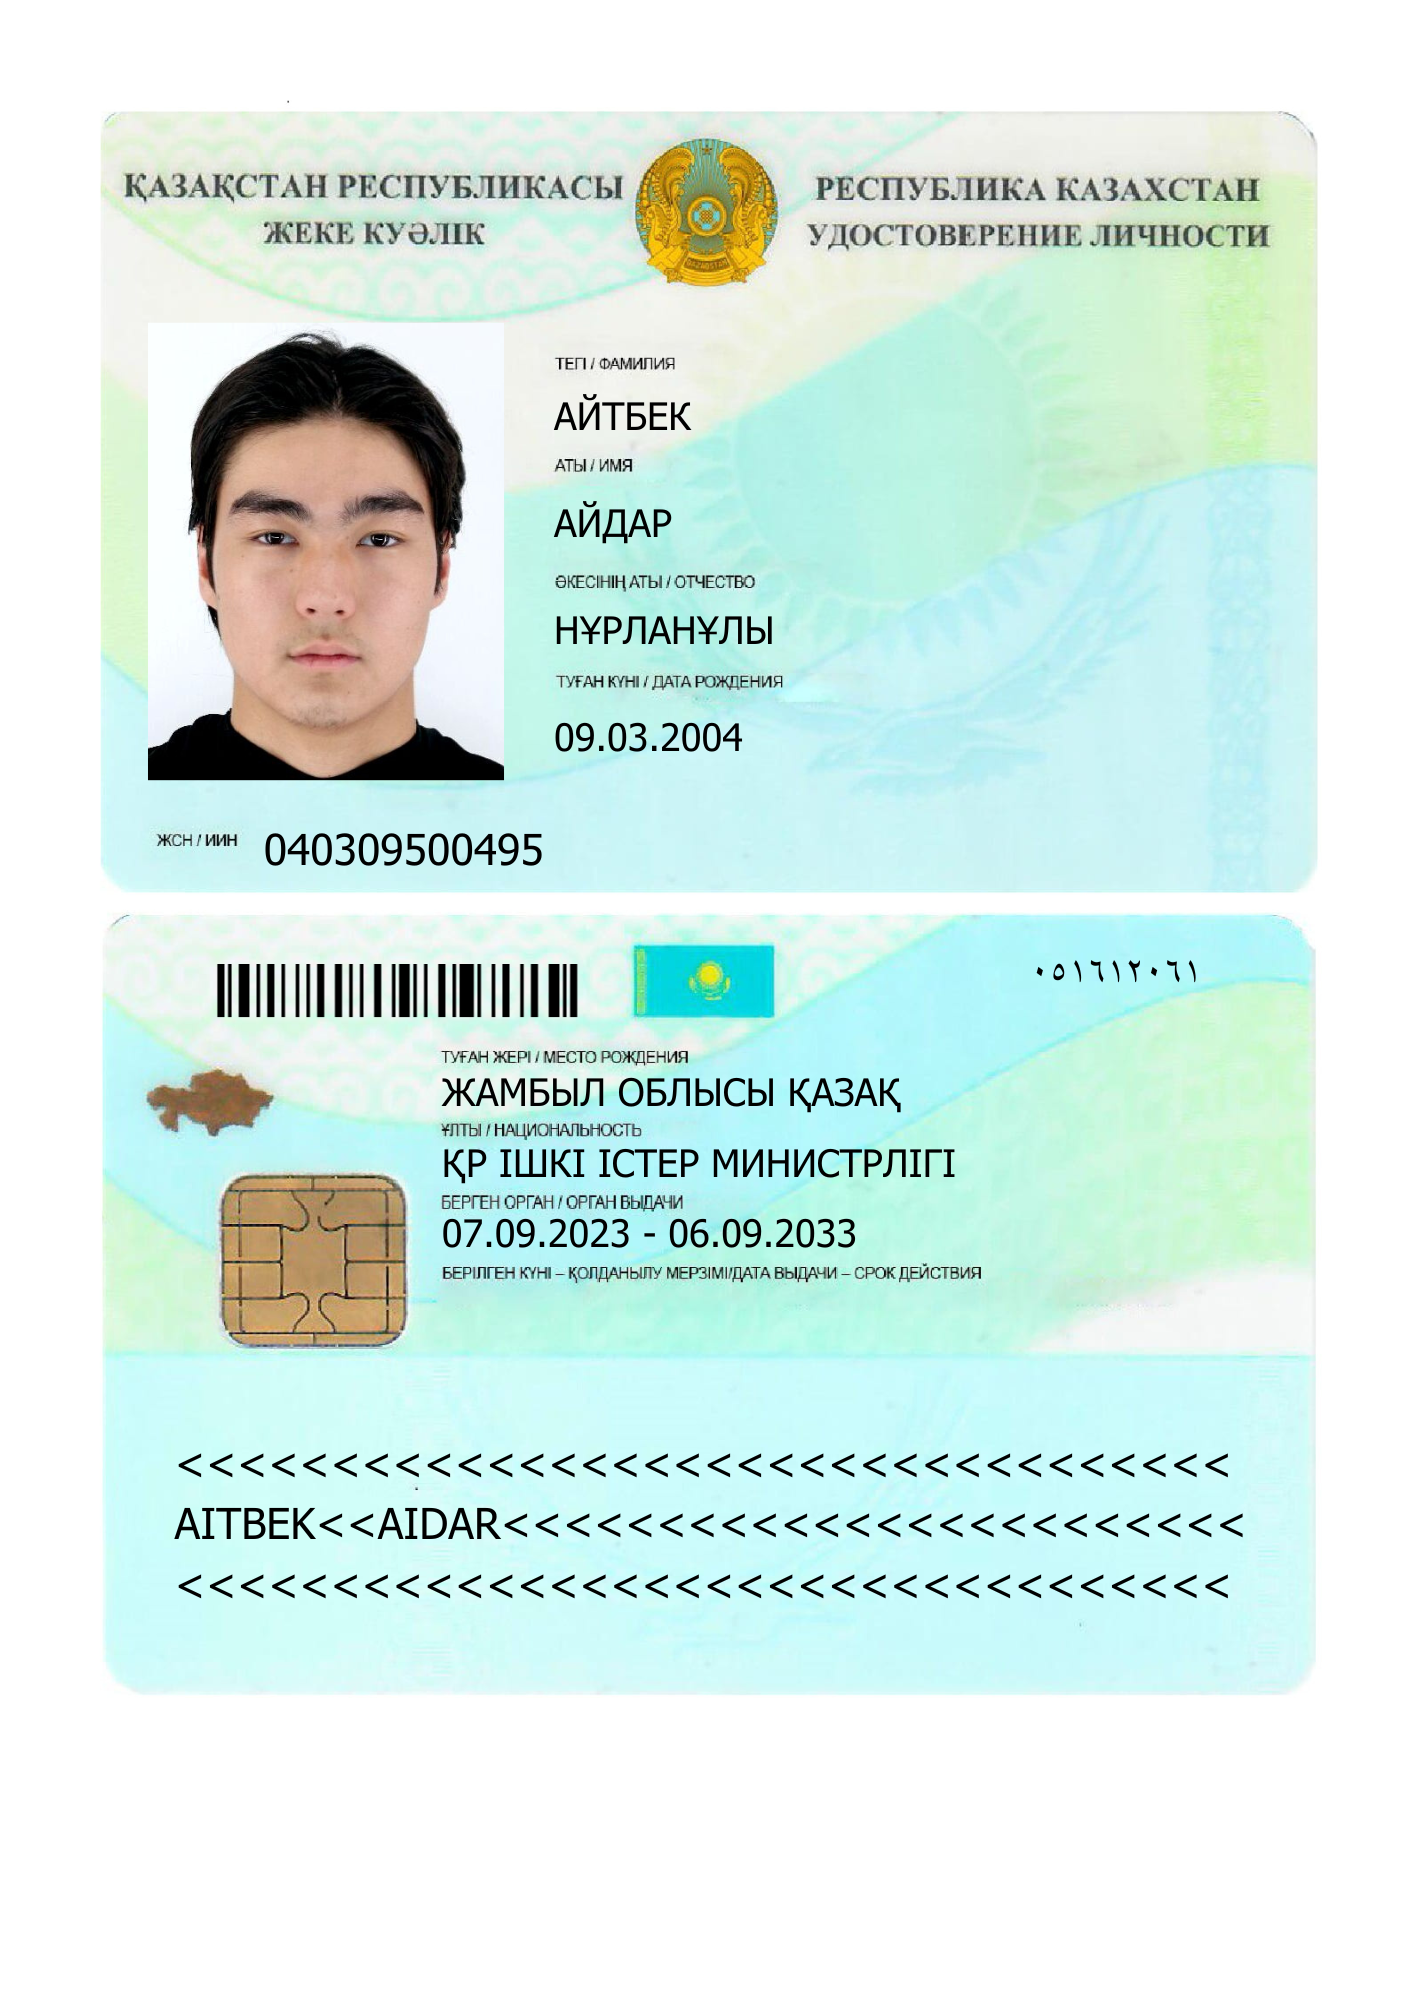 ҚАЗАҚСТАН РЕСПУБЛИКАСЫ
ЖЕКЕ КУӘЛІК
РЕСПУБЛИКА КАЗАХСТАН
УДОСТОВЕРЕНИЕ ЛИЧНОСТИ
QAZAQSTAN
ТЕГІ / ФАМИЛИЯ
АЙТБЕК
АТЫ / ИМЯ
АЙДАР
ӘКЕСІНІҢ АТЫ / ОТЧЕСТВО
НҰРЛАНҰЛЫ
ТУҒАН КҮНІ / ДАТА РОЖДЕНИЯ
09.03.2004
ЖСН / ИИН 040309500495
٠٥١٦١٢٠٦١
ТУҒАН ЖЕРІ / МЕСТО РОЖДЕНИЯ
ЖАМБЫЛ ОБЛЫСЫ ҚАЗАҚ
ҰЛТЫ / НАЦИОНАЛЬНОСТЬ
ҚР ІШКІ ІСТЕР МИНИСТРЛІГІ
БЕРГЕН ОРГАН / ОРГАН ВЫДАЧИ
07.09.2023 - 06.09.2033
БЕРІЛГЕН КҮНІ – ҚОЛДАНЫЛУ МЕРЗІМІ/ДАТА ВЫДАЧИ – СРОК ДЕЙСТВИЯ
<<<<<<<<<<<<<<<<<<<<<<<<<<<<<<<<<<
AITBEK<<AIDAR<<<<<<<<<<<<<<<<<<<<<<<<
<<<<<<<<<<<<<<<<<<<<<<<<<<<<<<<<<<